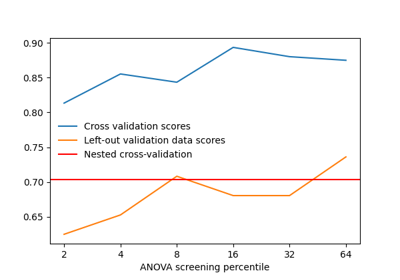 0.90
0.85
0.80
0.75
0.70
0.65
Cross validation scores
Left-out validation data scores
Nested cross-validation
2 4 8 16 32 64
ANOVA screening percentile